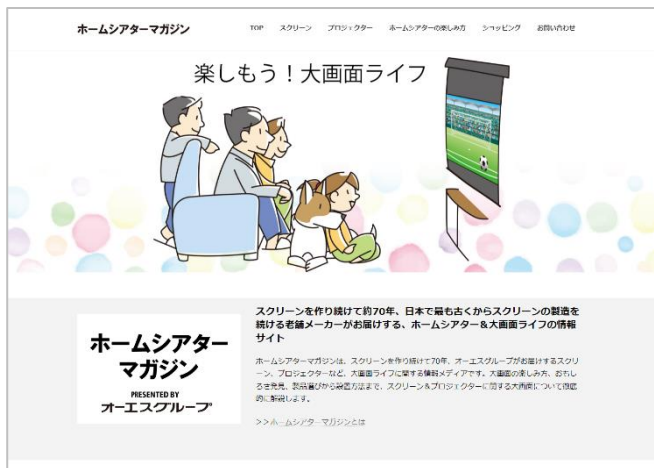 ホームシアターマガジン
TOP スクリーン プロジェクター ホームシアターの楽しみ方 ショッピング お問い合わせ
楽しもう!大画面ライフ
スクリーンを作り続けて約70年、日本で最も古くからスクリーンの製造を
続ける老舗メーカーがお届けする、ホームシアター&大画面ライフの情報
サイト
ホームシアター
マガジン
PRESENTED BY
オーエスグループ
ホームシアターマガジンは、スクリーンを作り続けて70年、オーエスグループがお届けするスクリ
ーン、プロジェクターなど、大画面ライフに関する情報メディアです。大画面の楽しみ方、おもし
ろさ発見、製品選びから設置方法まで、スクリーン&プロジェクターに関する大画面について徹底
的に解説します。
>>ホームシアターマガジンとは